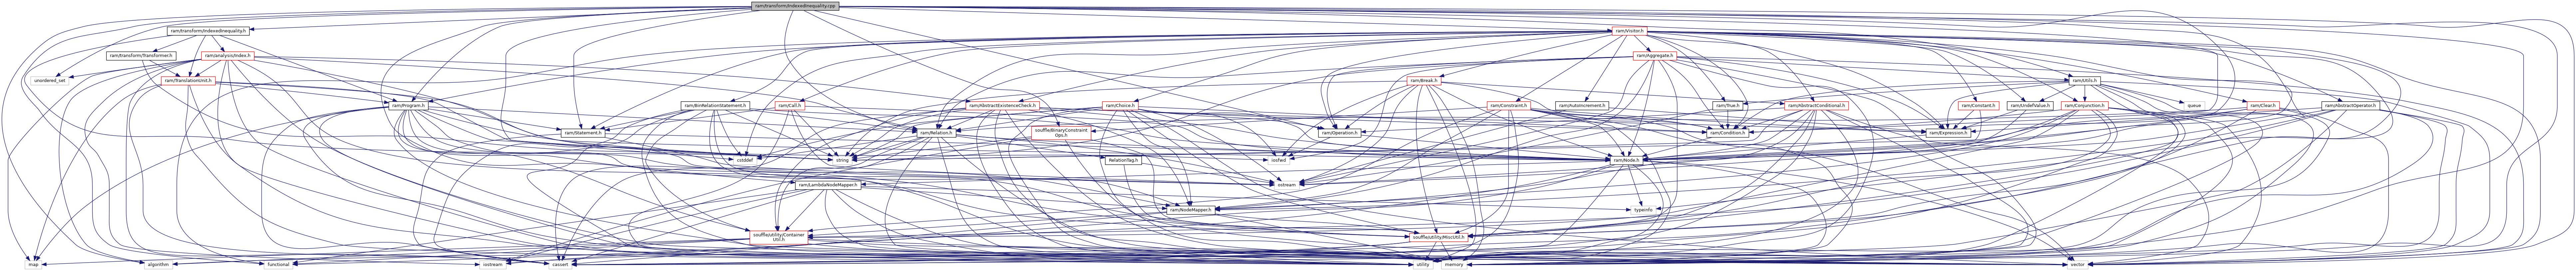 ram/transform/IndexedInequality.cpp
ram/transform/IndexedInequality.h
ram/Visitor.h
ram/transform/Transformer.h
ram/analysis/Index.h
ram/Aggregate.h
unordered_set
ram/TranslationUnit.h
ram/Break.h
ram/Utils.h
ram/Program.h
ram/BinRelationStatement.h
ram/Call.h
ram/AbstractExistenceCheck.h
ram/Choice.h
ram/Constraint.h
ram/AutoIncrement.h
ram/True.h
ram/AbstractConditional.h
ram/Constant.h
ram/UndefValue.h
ram/Conjunction.h
queue
ram/Clear.h
ram/AbstractOperator.h
ram/Statement.h
ram/Relation.h
souffle/BinaryConstraint
Ops.h
ram/Operation.h
ram/Condition.h
ram/Expression.h
cstddef
string
RelationTag.h
iosfwd
ram/Node.h
ram/LambdaNodeMapper.h
ostream
ram/NodeMapper.h
typeinfo
souffle/utility/Container
Util.h
souffle/utility/MiscUtil.h
map
algorithm
functional
iostream
cassert
utility
memory
vector